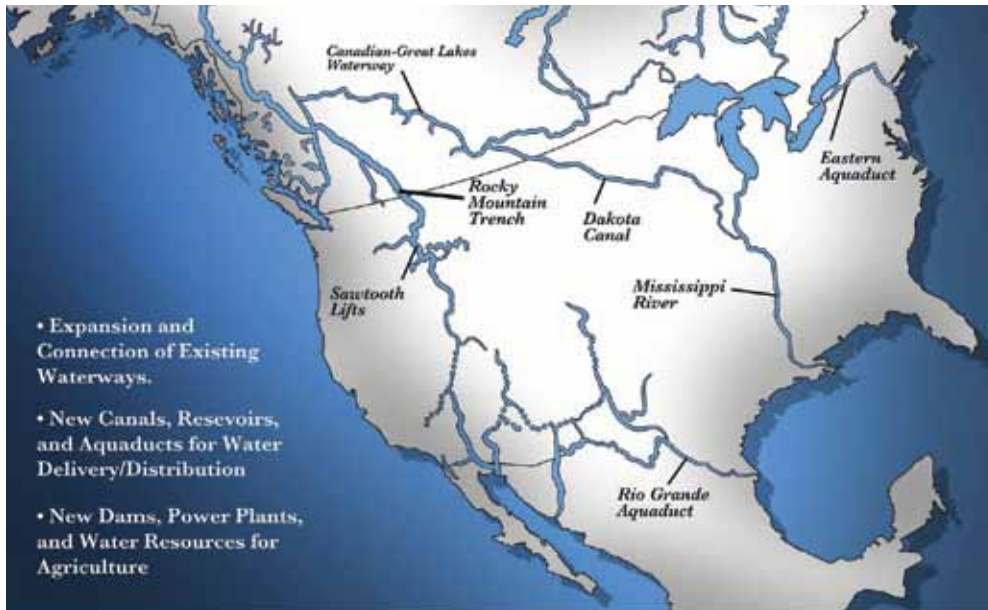 Canadian-Great Lakes
Waterway
Eastern
Aquaduct
Rocky
Mountain
Trench
Dakota
Canal
Sawtooth
Lifts
Mississippi
River
• Expansion and
Connection of Existing
Waterways.
• New Canals, Resevoirs,
and Aquaducts for Water
Delivery/Distribution
Rio Grande
Aquaduct
• New Dams, Power Plants,
and Water Resources for
Agriculture